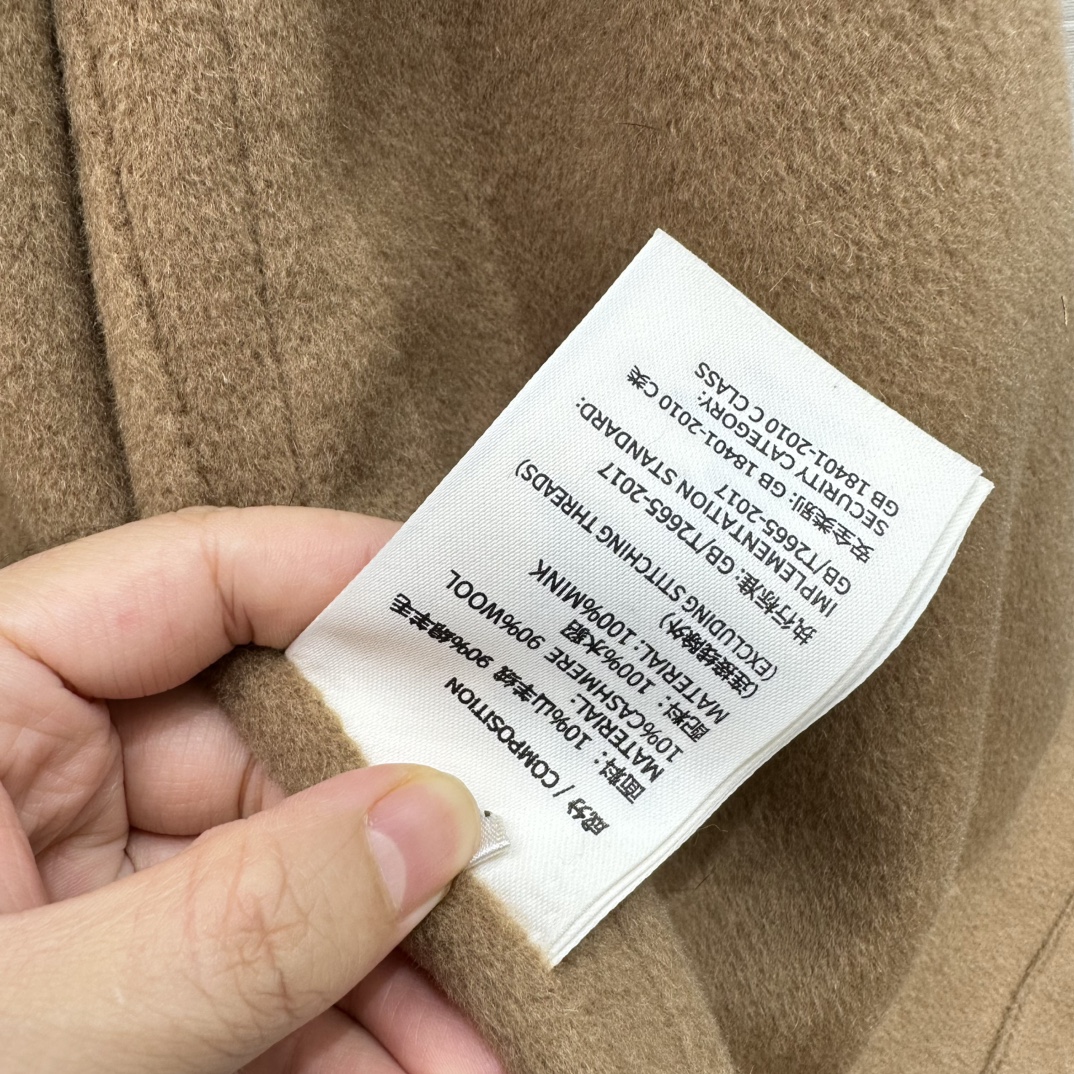 成分 / COMPOSITION
面料：10%山羊绒 90%绵羊毛
MATERIAL:
10%CASHMERE 90%WOOL
配料：100%水貂
MATERIAL: 100%MINK
(连接线除外)
(EXCLUDING STITCHING THREADS)
执行标准: GB/T2665-2017
IMPLEMENTATION STANDARD:
GB/T2665-2017
安全类别: GB 18401-2010 C类
SECURITY CATEGORY:
GB 18401-2010 C CLASS